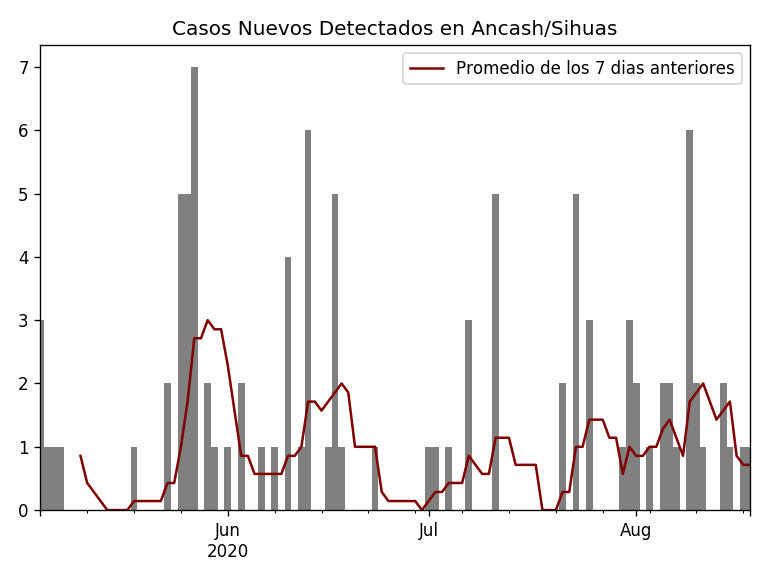 Casos Nuevos Detectados en Ancash/Sihuas
Promedio de los 7 dias anteriores
7
6
5
4
3
2
1
0
Jun
2020
Jul
Aug